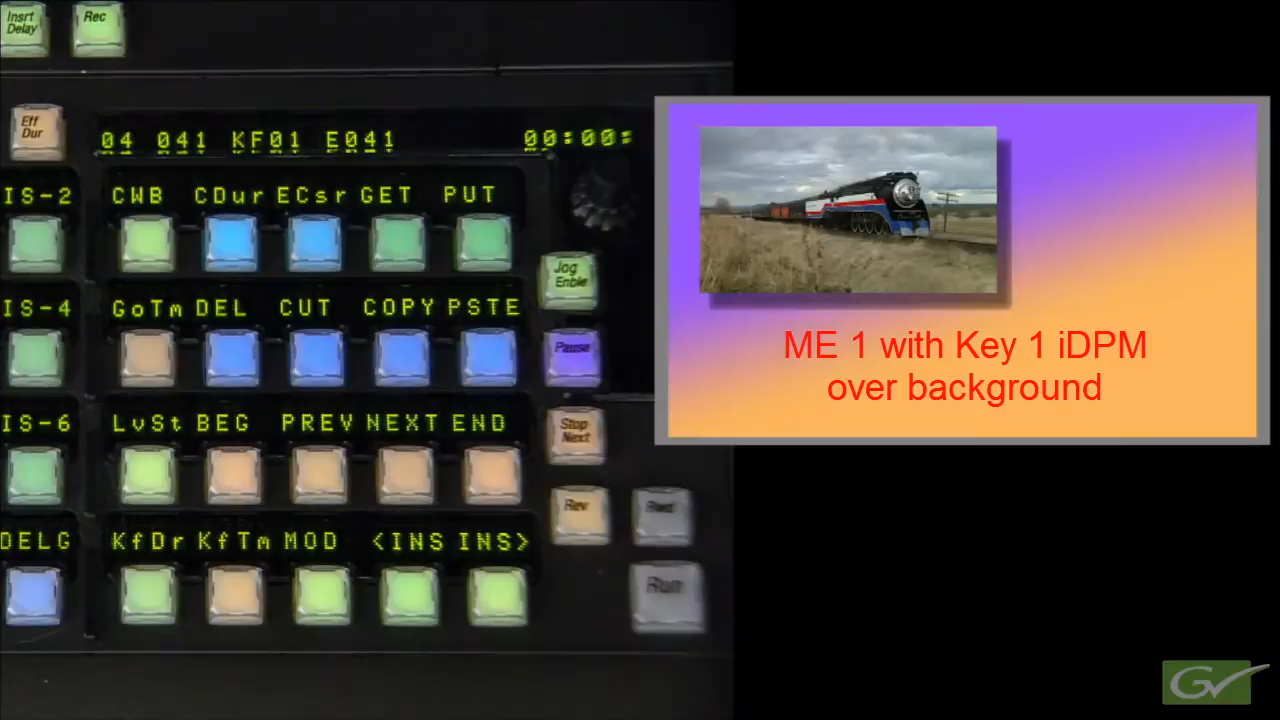 Insrt
Delay
Rec
Eff
Dur
04 041 KF01 E041 00:00:
IS-2 CWB CDur ECsr GET PUT
Jog
Enble
IS-4 GoTm DEL CUT COPY PSTE
Pause
IS-6 LvSt BEG PREV NEXT END
Stop
Next
Rev
Rwd
DELG KfDr KfTm MOD <INS INS>
Run
ME 1 with Key 1 iDPM
over background
GV